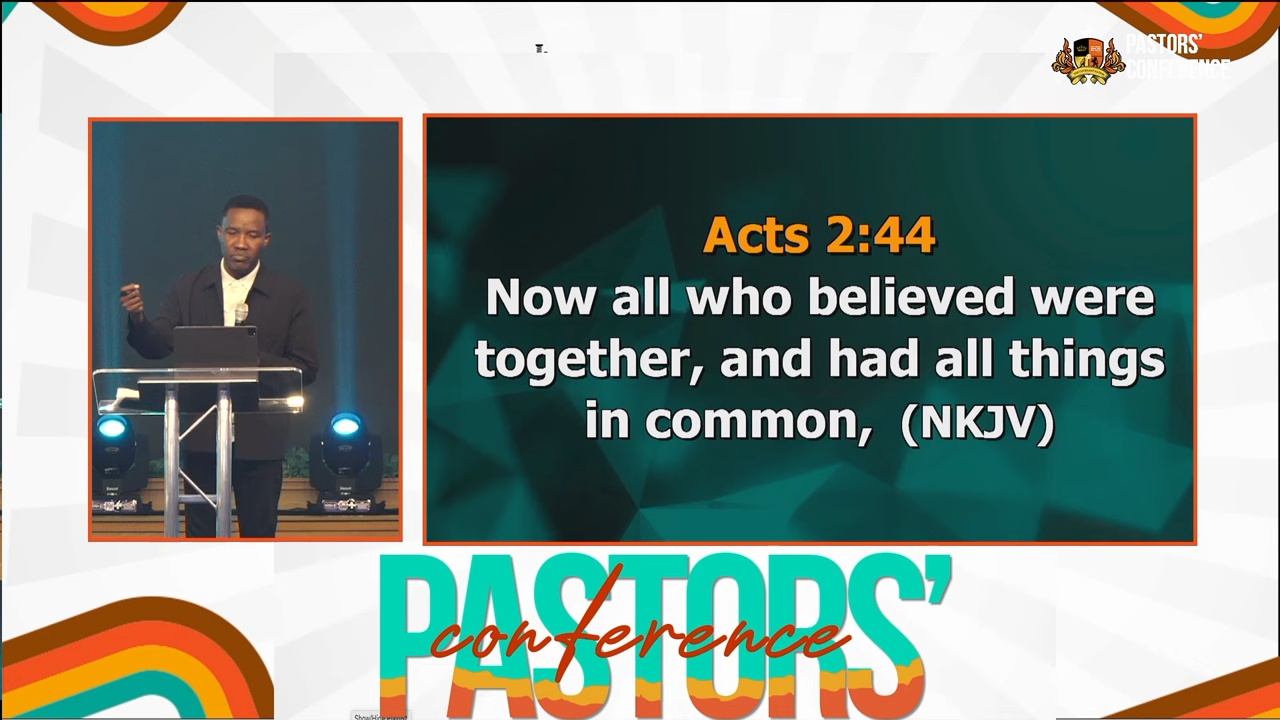 PASTORS'
CONFERENCE
Acts 2:44
Now all who believed were
together, and had all things
in common, (NKJV)
PASTORS'
conference